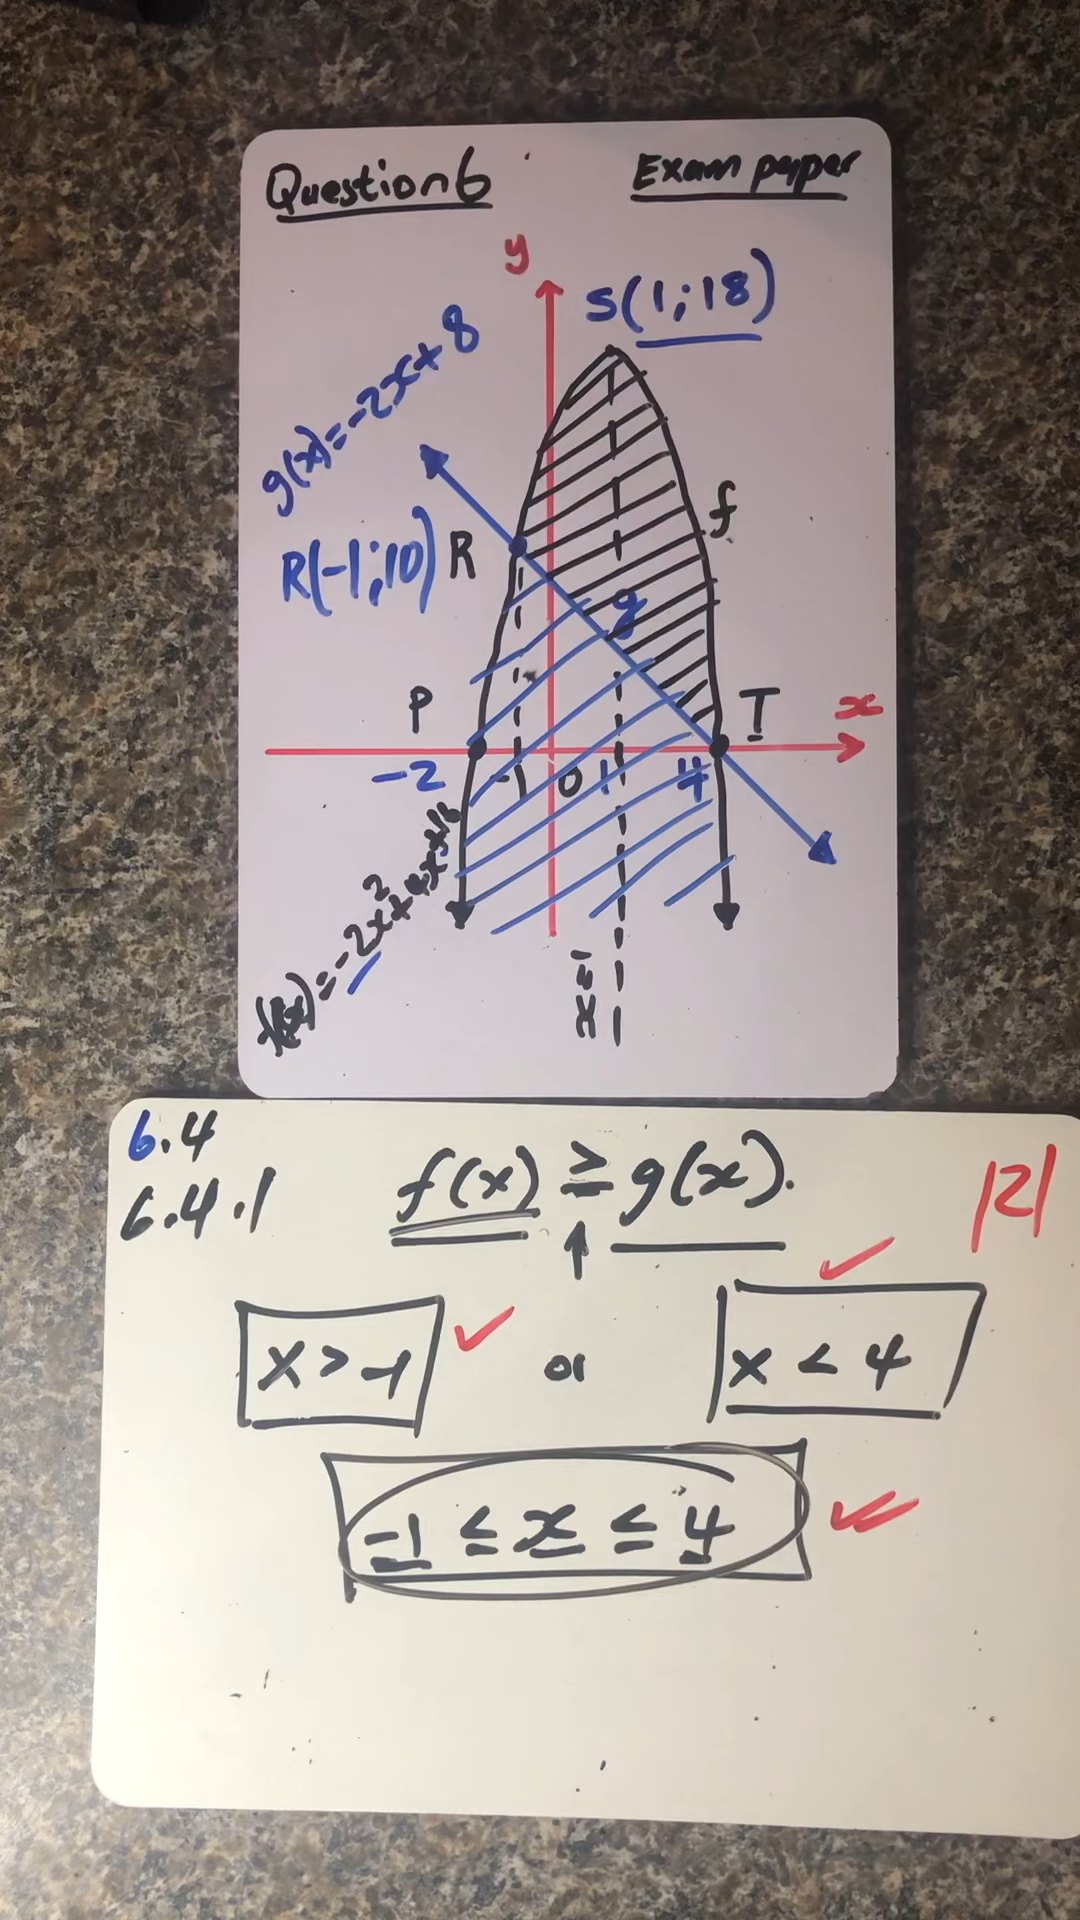 Question 6
Exam paper
y
S(1;18)
g(x)=-2x+8
f
R(-1;10) R
g
P
T
x
-2
-1
0
1
4
f(x)=-2x²+4x+16
x=1
6.4
6.4.1
f(x) ≥ g(x).
|2|
x > -1 or x < 4
-1 ≤ x ≤ 4